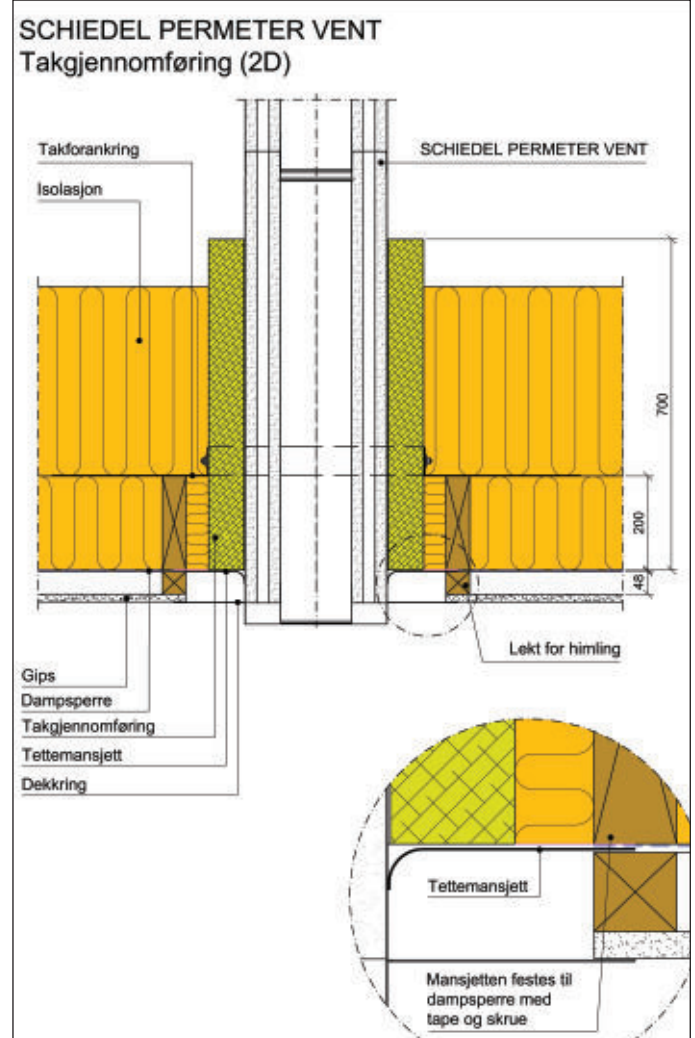 SCHIEDEL PERMETER VENT
Takgjennomføring (2D)
Takforankring
SCHIEDEL PERMETER VENT
Isolasjon
700
200
48
Lekt for himling
Gips
Dampsperre
Takgjennomføring
Tettemansjett
Dekkring
Tettemansjett
Mansjetten festes til
dampsperre med
tape og skrue